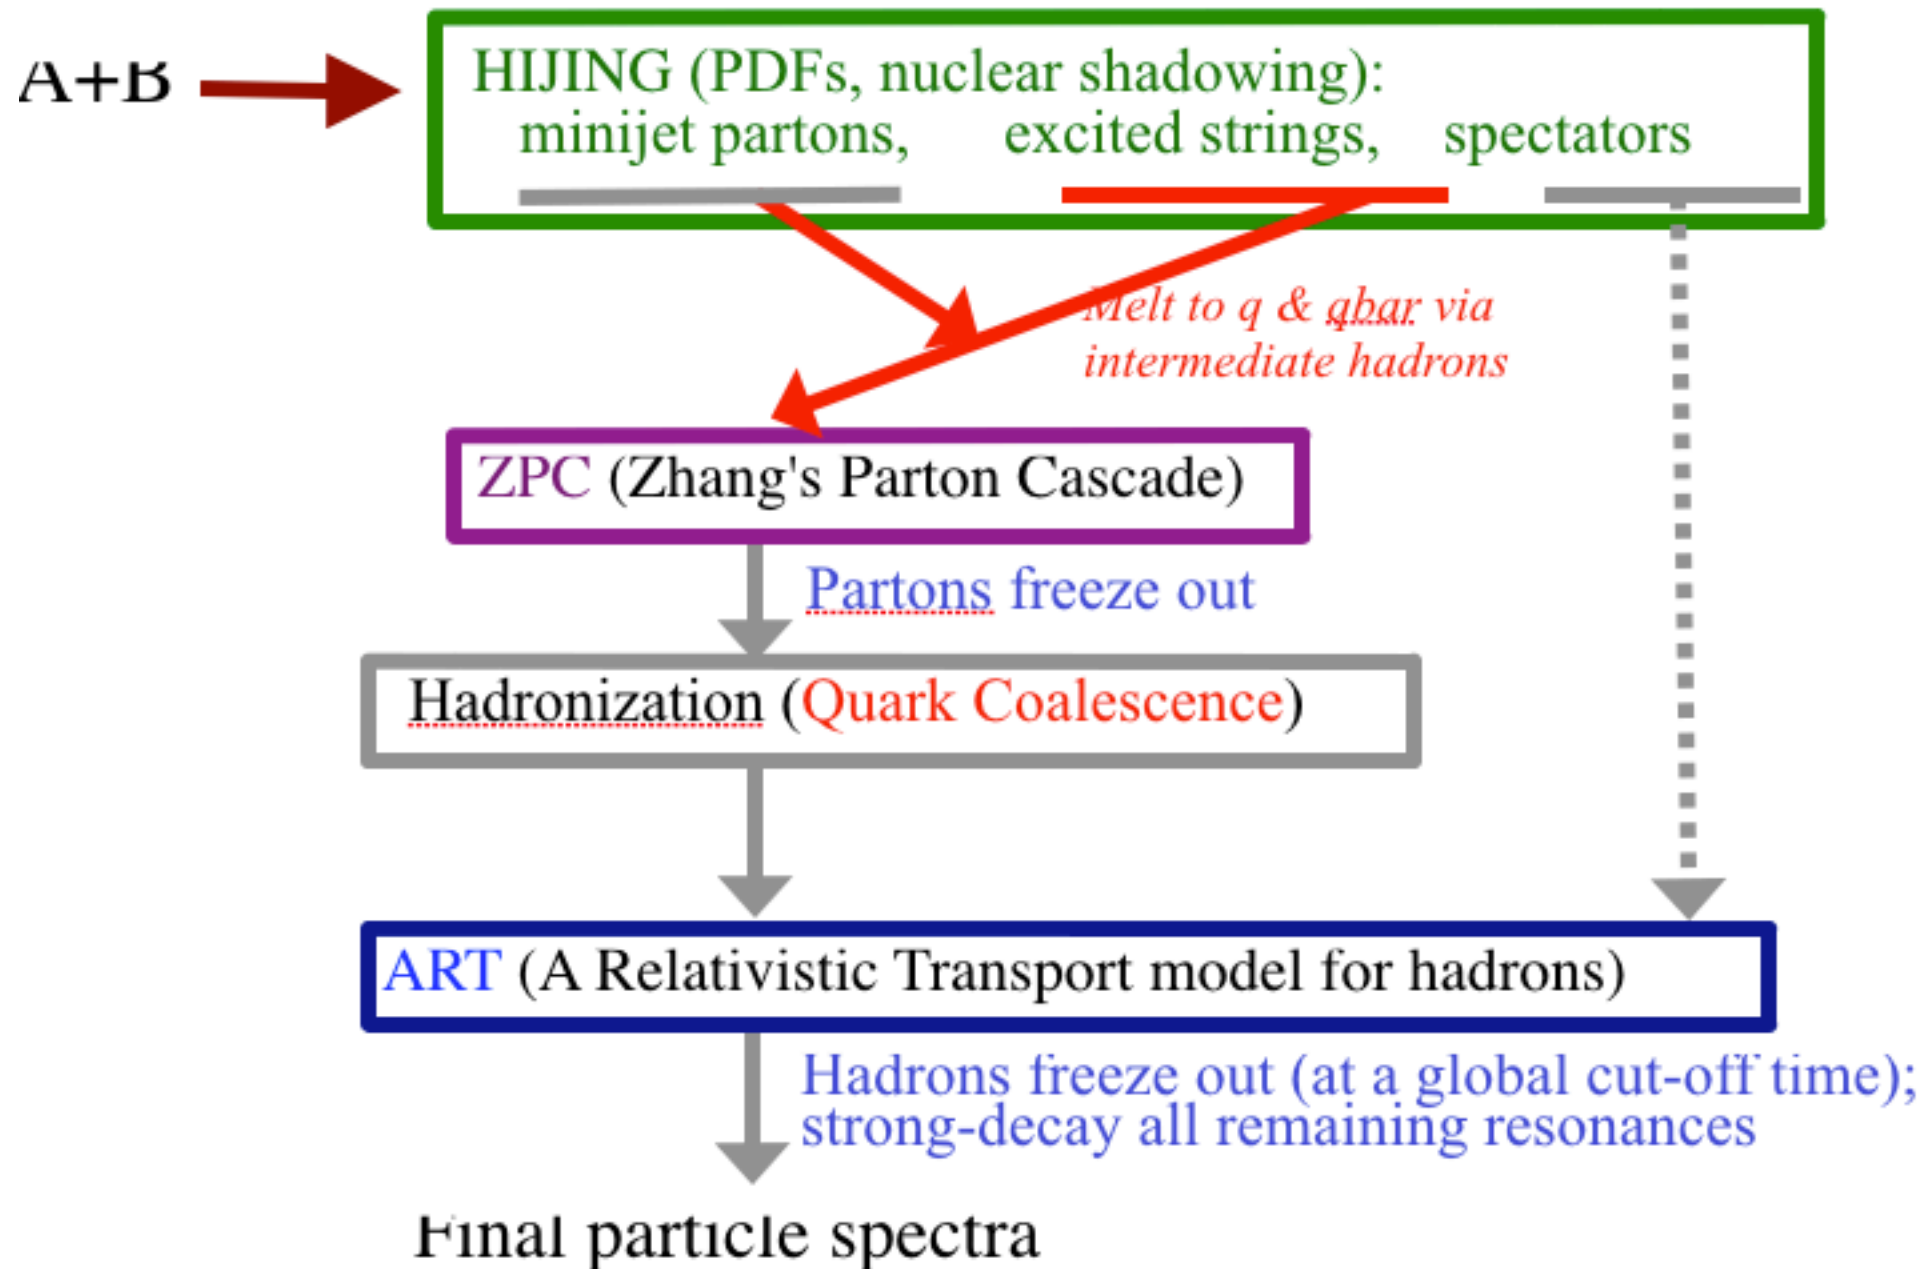 A+B
HIJING (PDFs, nuclear shadowing):
minijet partons, excited strings, spectators
Melt to q & qbar via
intermediate hadrons
ZPC (Zhang's Parton Cascade)
Partons freeze out
Hadronization (Quark Coalescence)
ART (A Relativistic Transport model for hadrons)
Hadrons freeze out (at a global cut-off time);
strong-decay all remaining resonances
Final particle spectra